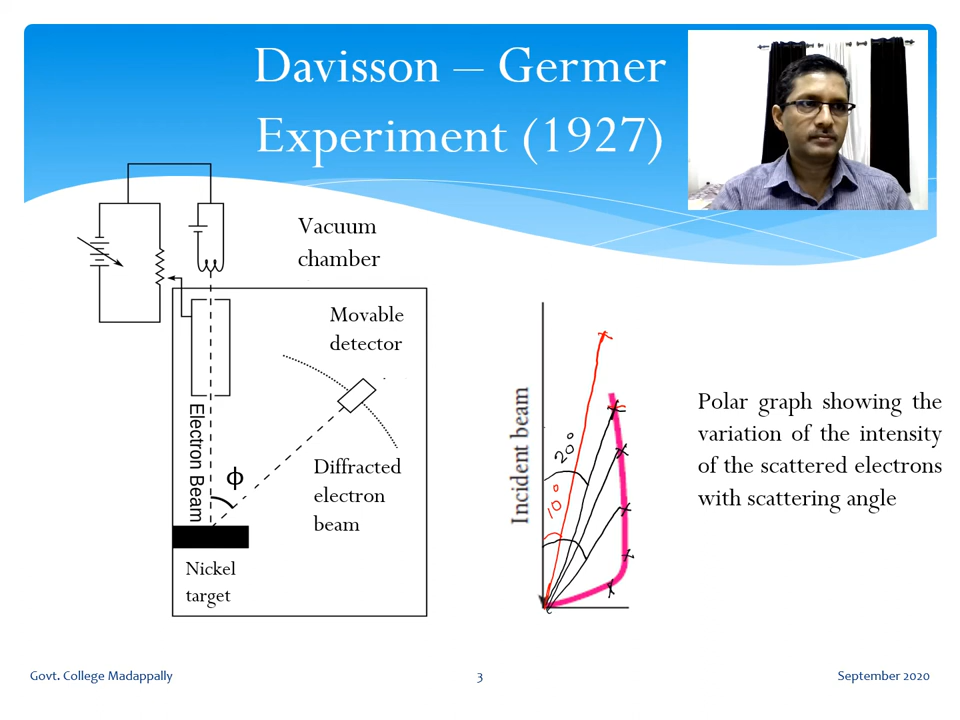 Davisson – Germer
Experiment (1927)
Vacuum
chamber
Movable
detector
Electron Beam
ϕ
Diffracted
electron
beam
Nickel
target
Incident beam
20°
10°
Polar graph showing the
variation of the intensity
of the scattered electrons
with scattering angle
Govt. College Madappally
3
September 2020